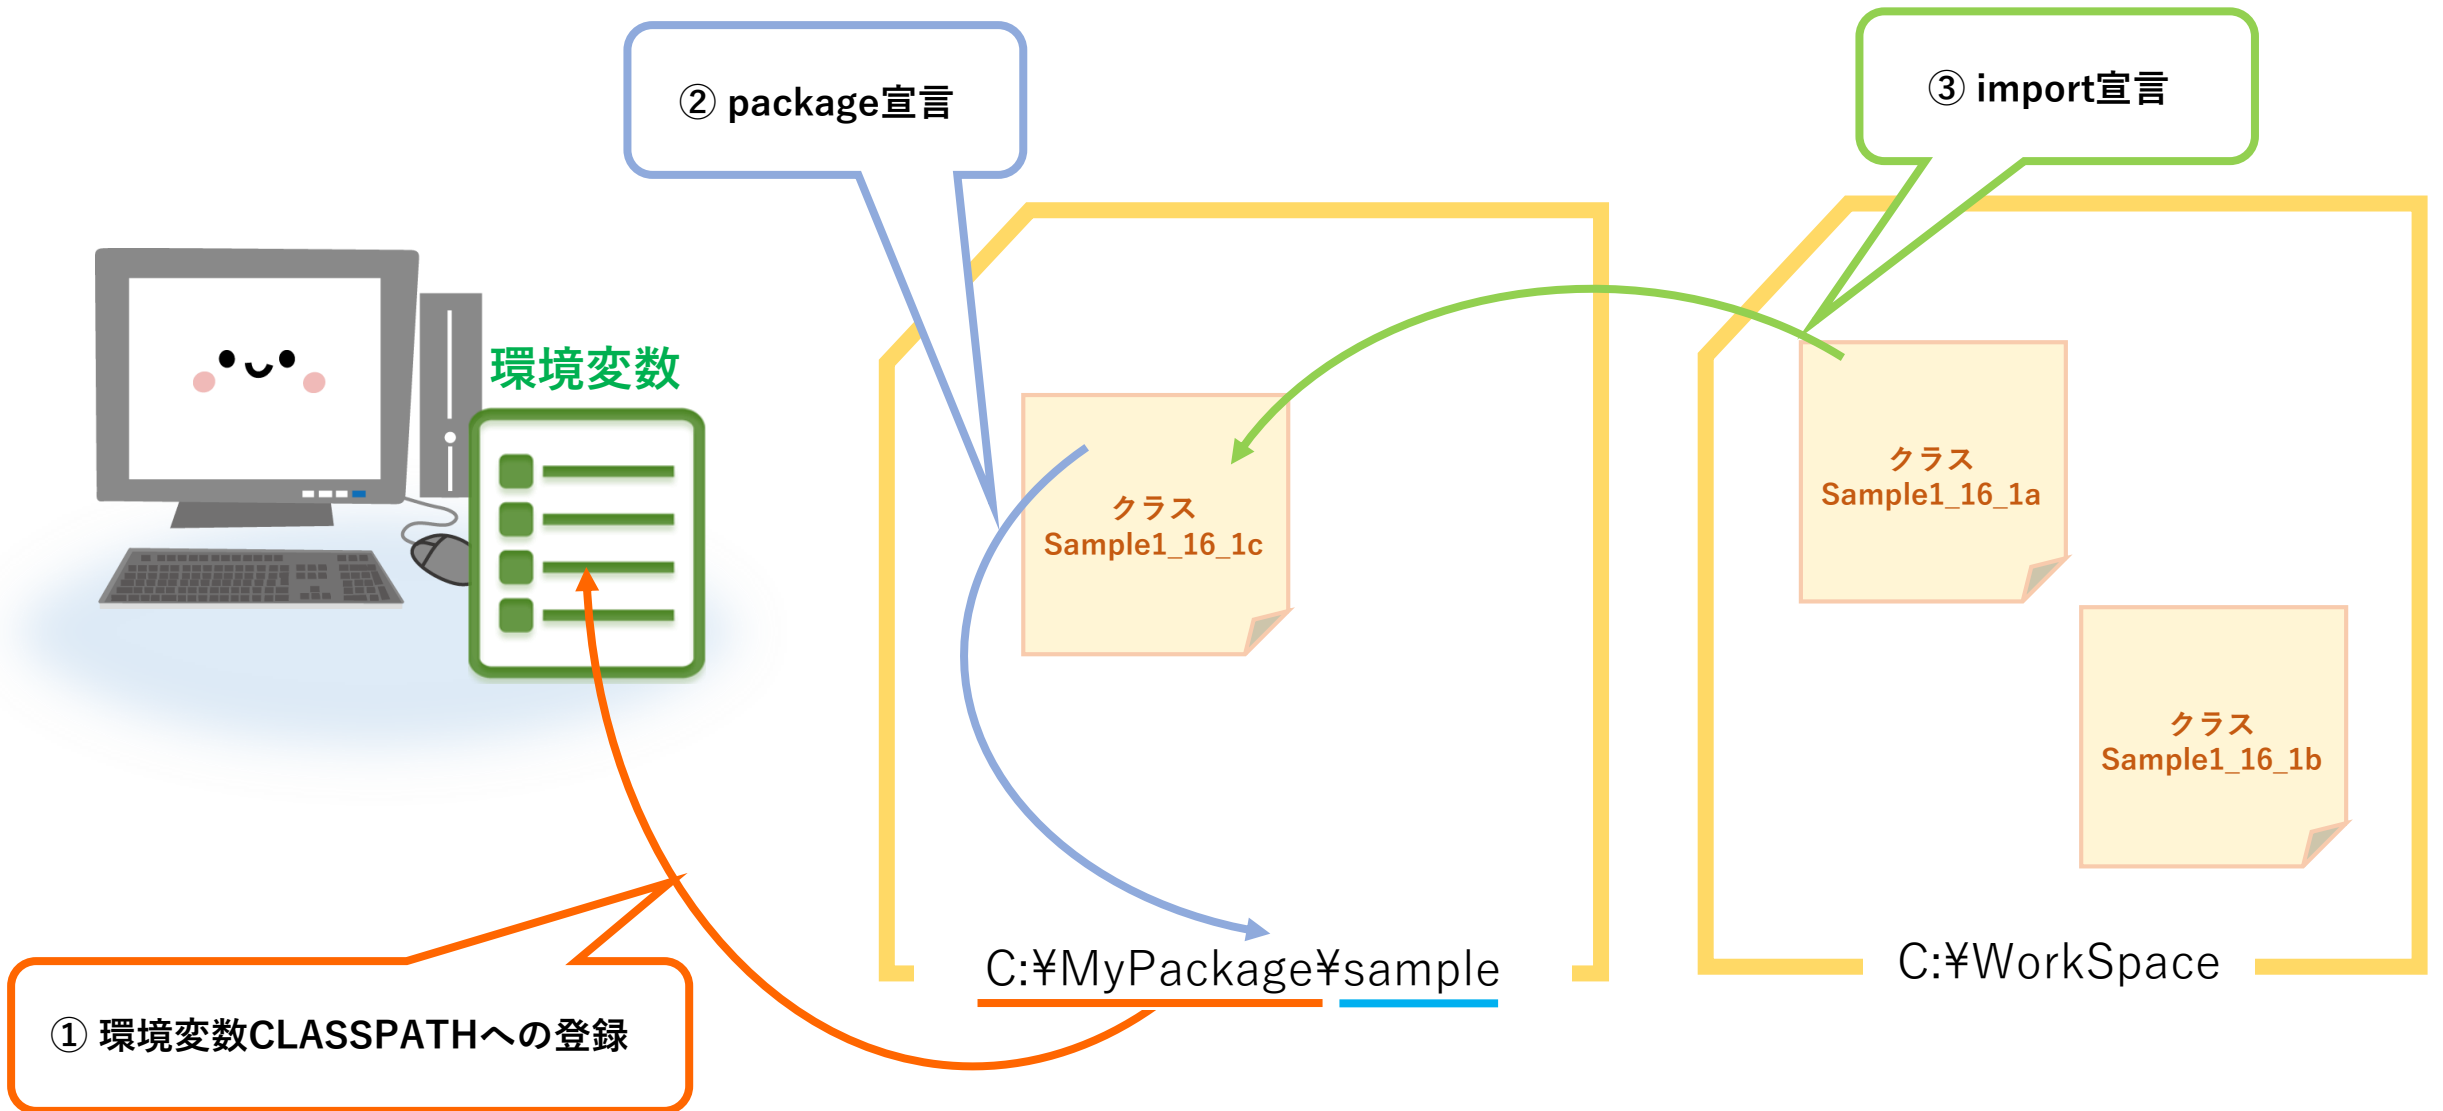 ② package宣言
③ import宣言
環境変数
クラス
Sample1_16_1c
クラス
Sample1_16_1a
クラス
Sample1_16_1b
C:¥MyPackage¥sample
C:¥WorkSpace
① 環境変数CLASSPATHへの登録